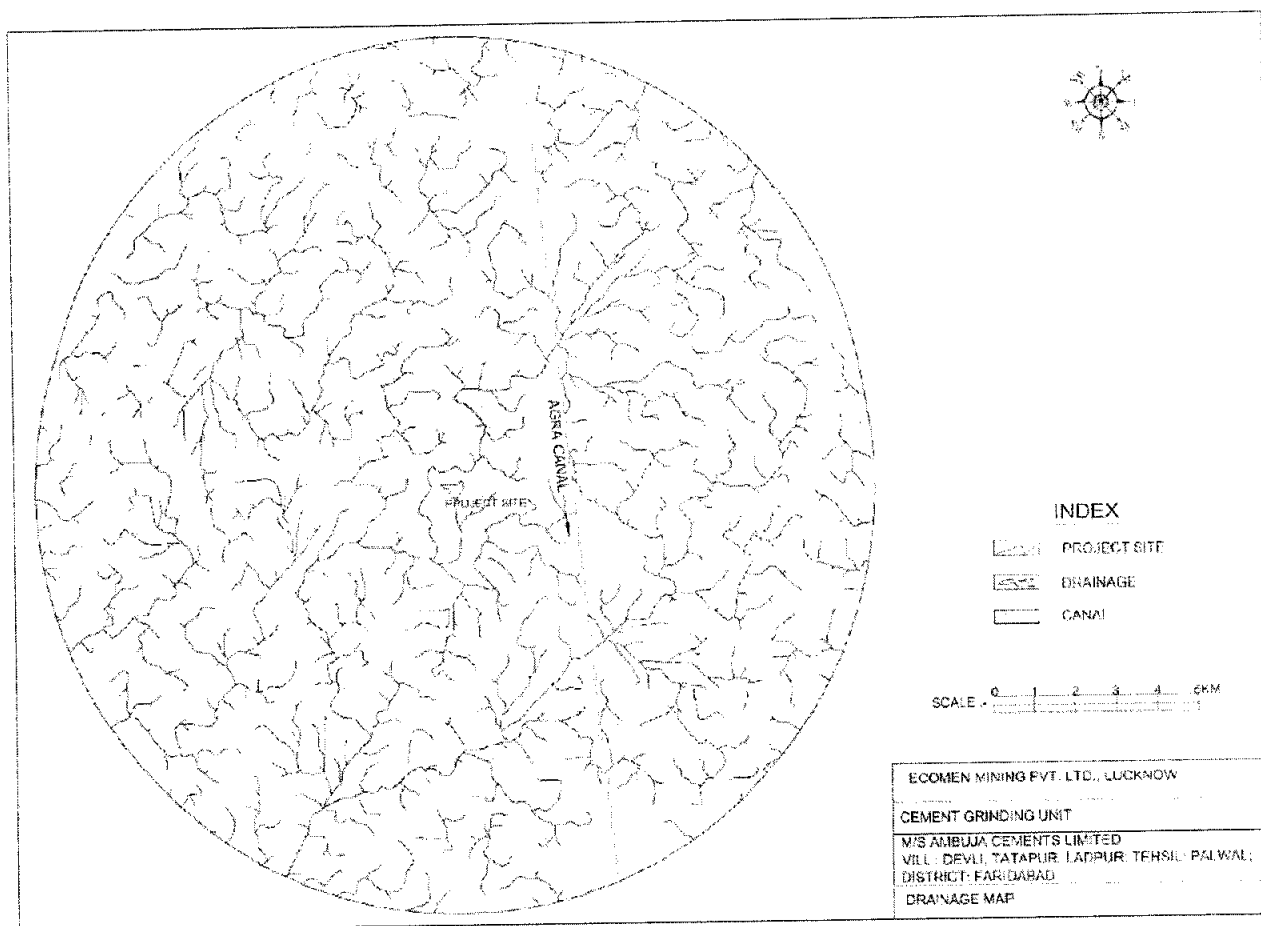 AGRA CANAL
PROJECT SITE
INDEX
PROJECT SITE
DRAINAGE
CANAL
SCALE :-
0 1 2 3 4 5KM
ECOMEN MINING PVT. LTD., LUCKNOW
CEMENT GRINDING UNIT
M/S AMBUJA CEMENTS LIMITED
VILL : DEVLI, TATAPUR, LADPUR; TEHSIL: PALWAL;
DISTRICT: FARIDABAD
DRAINAGE MAP